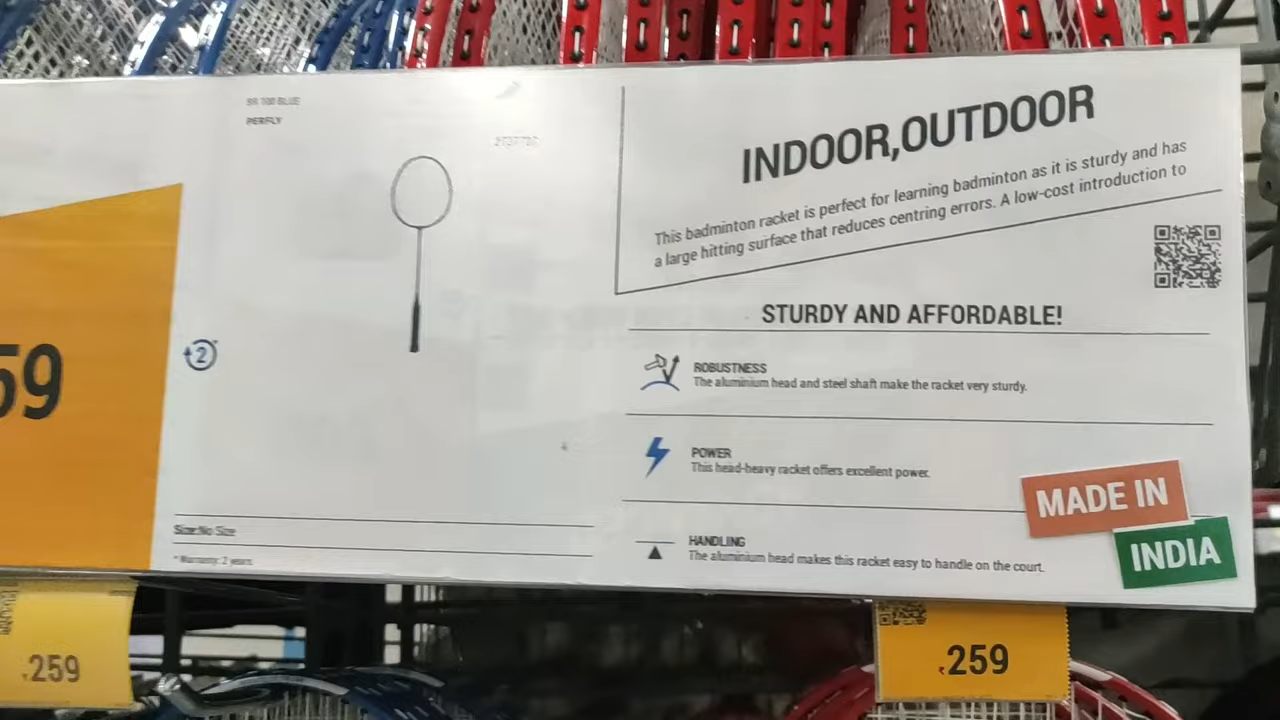 59
2
BR 100 BLUE
PERFLY
INDOOR,OUTDOOR
This badminton racket is perfect for learning badminton as it is sturdy and has
a large hitting surface that reduces centring errors. A low-cost introduction to
STURDY AND AFFORDABLE!
ROBUSTNESS
The aluminium head and steel shaft make the racket very sturdy.
POWER
This head-heavy racket offers excellent power.
HANDLING
The aluminium head makes this racket easy to handle on the court.
MADE IN
INDIA
Size:No Size
* Warranty: 2 years
₹259
₹259